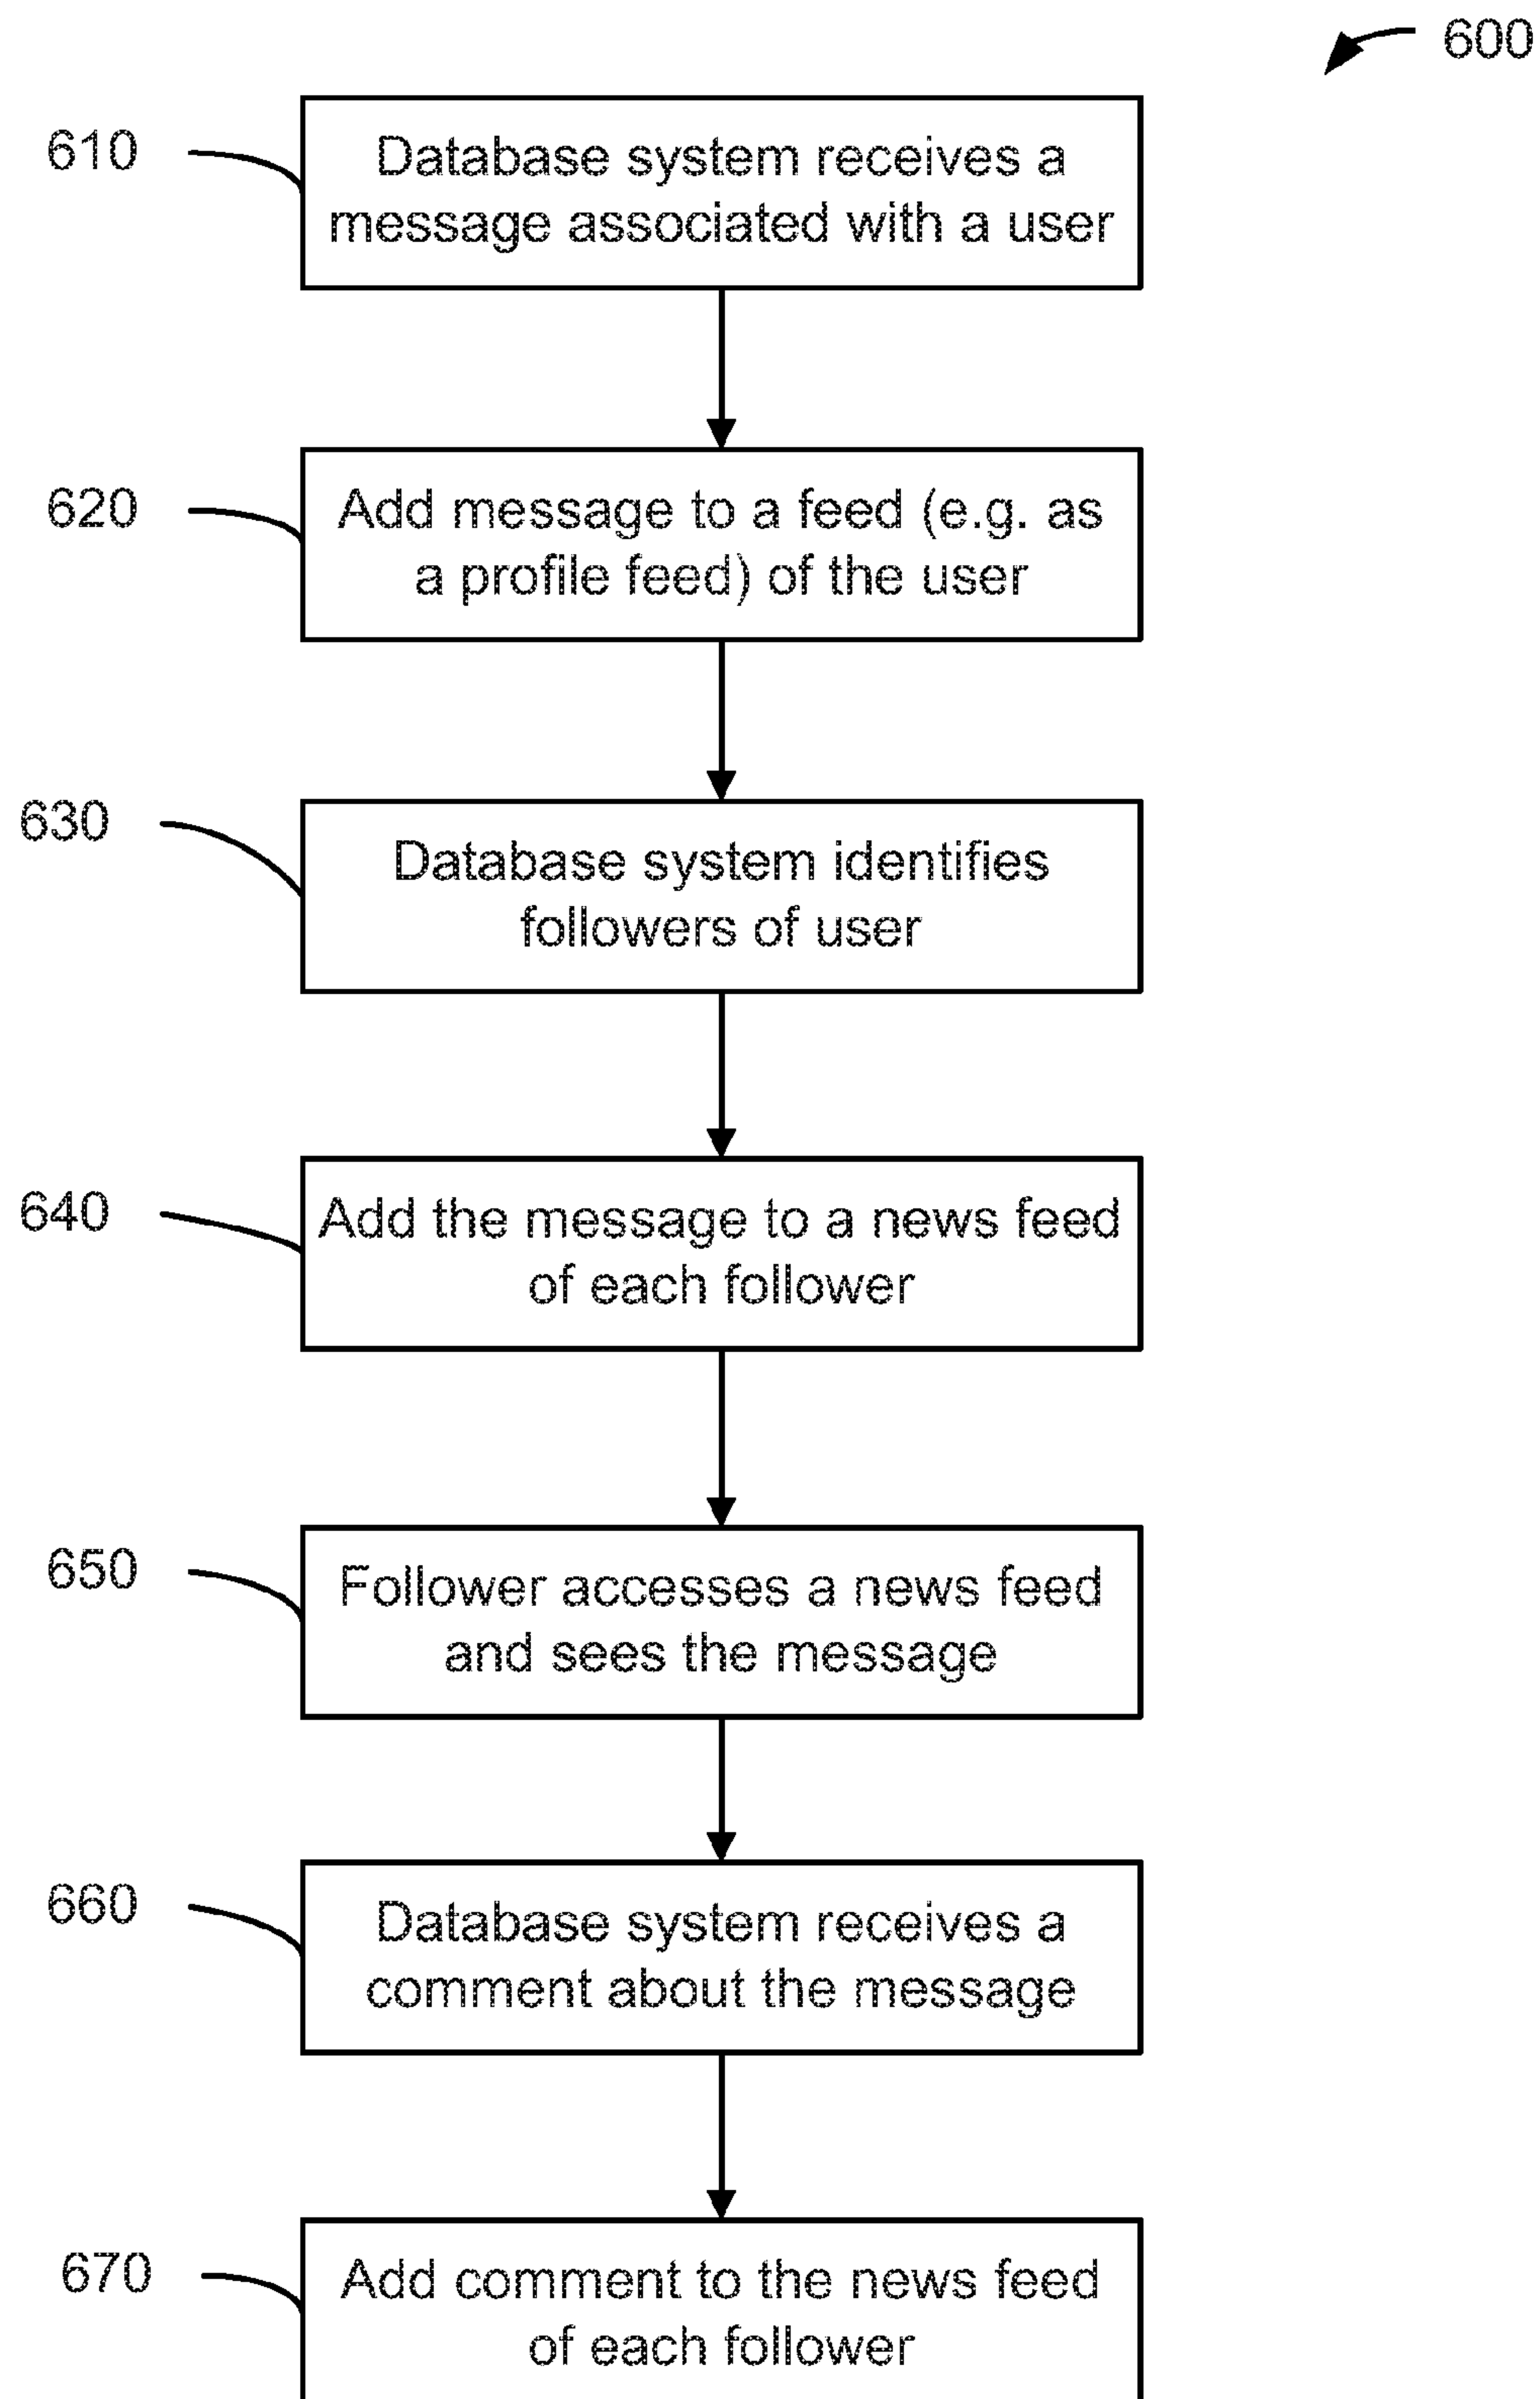 600
610
Database system receives a
message associated with a user
620
Add message to a feed (e.g. as
a profile feed) of the user
630
Database system identifies
followers of user
640
Add the message to a news feed
of each follower
650
Follower accesses a news feed
and sees the message
660
Database system receives a
comment about the message
670
Add comment to the news feed
of each follower